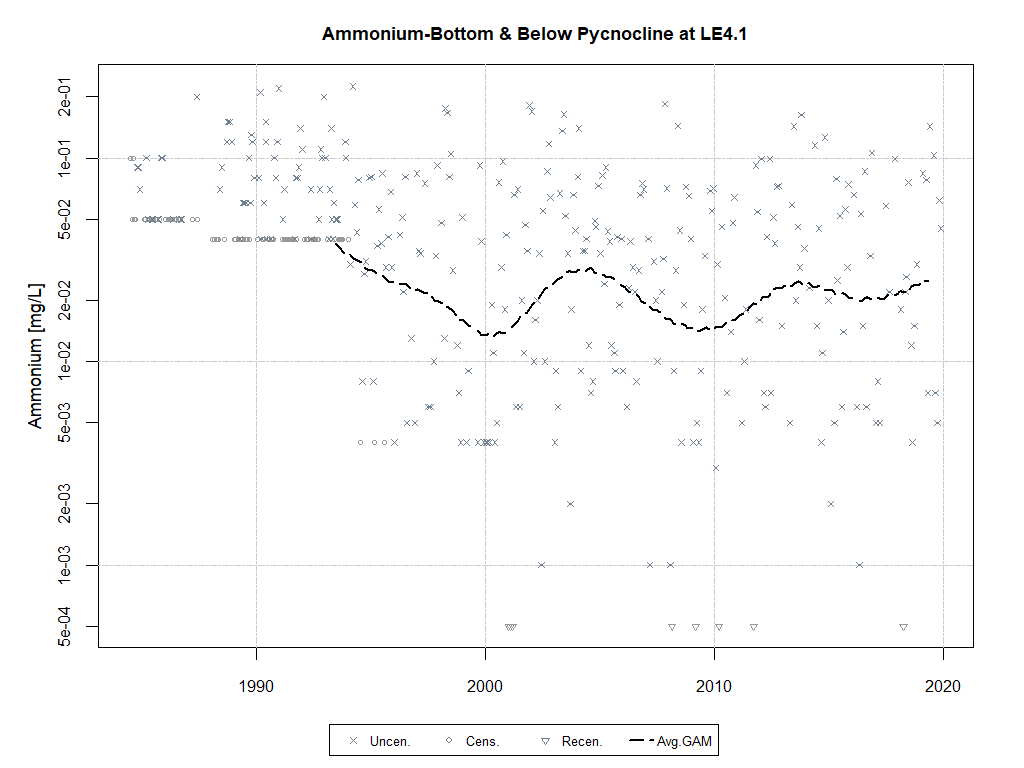 Ammonium-Bottom & Below Pycnocline at LE4.1
Ammonium [mg/L]
2e-01
1e-01
5e-02
2e-02
1e-02
5e-03
2e-03
1e-03
5e-04
1990 2000 2010 2020
Uncen. Cens. Recen. Avg.GAM